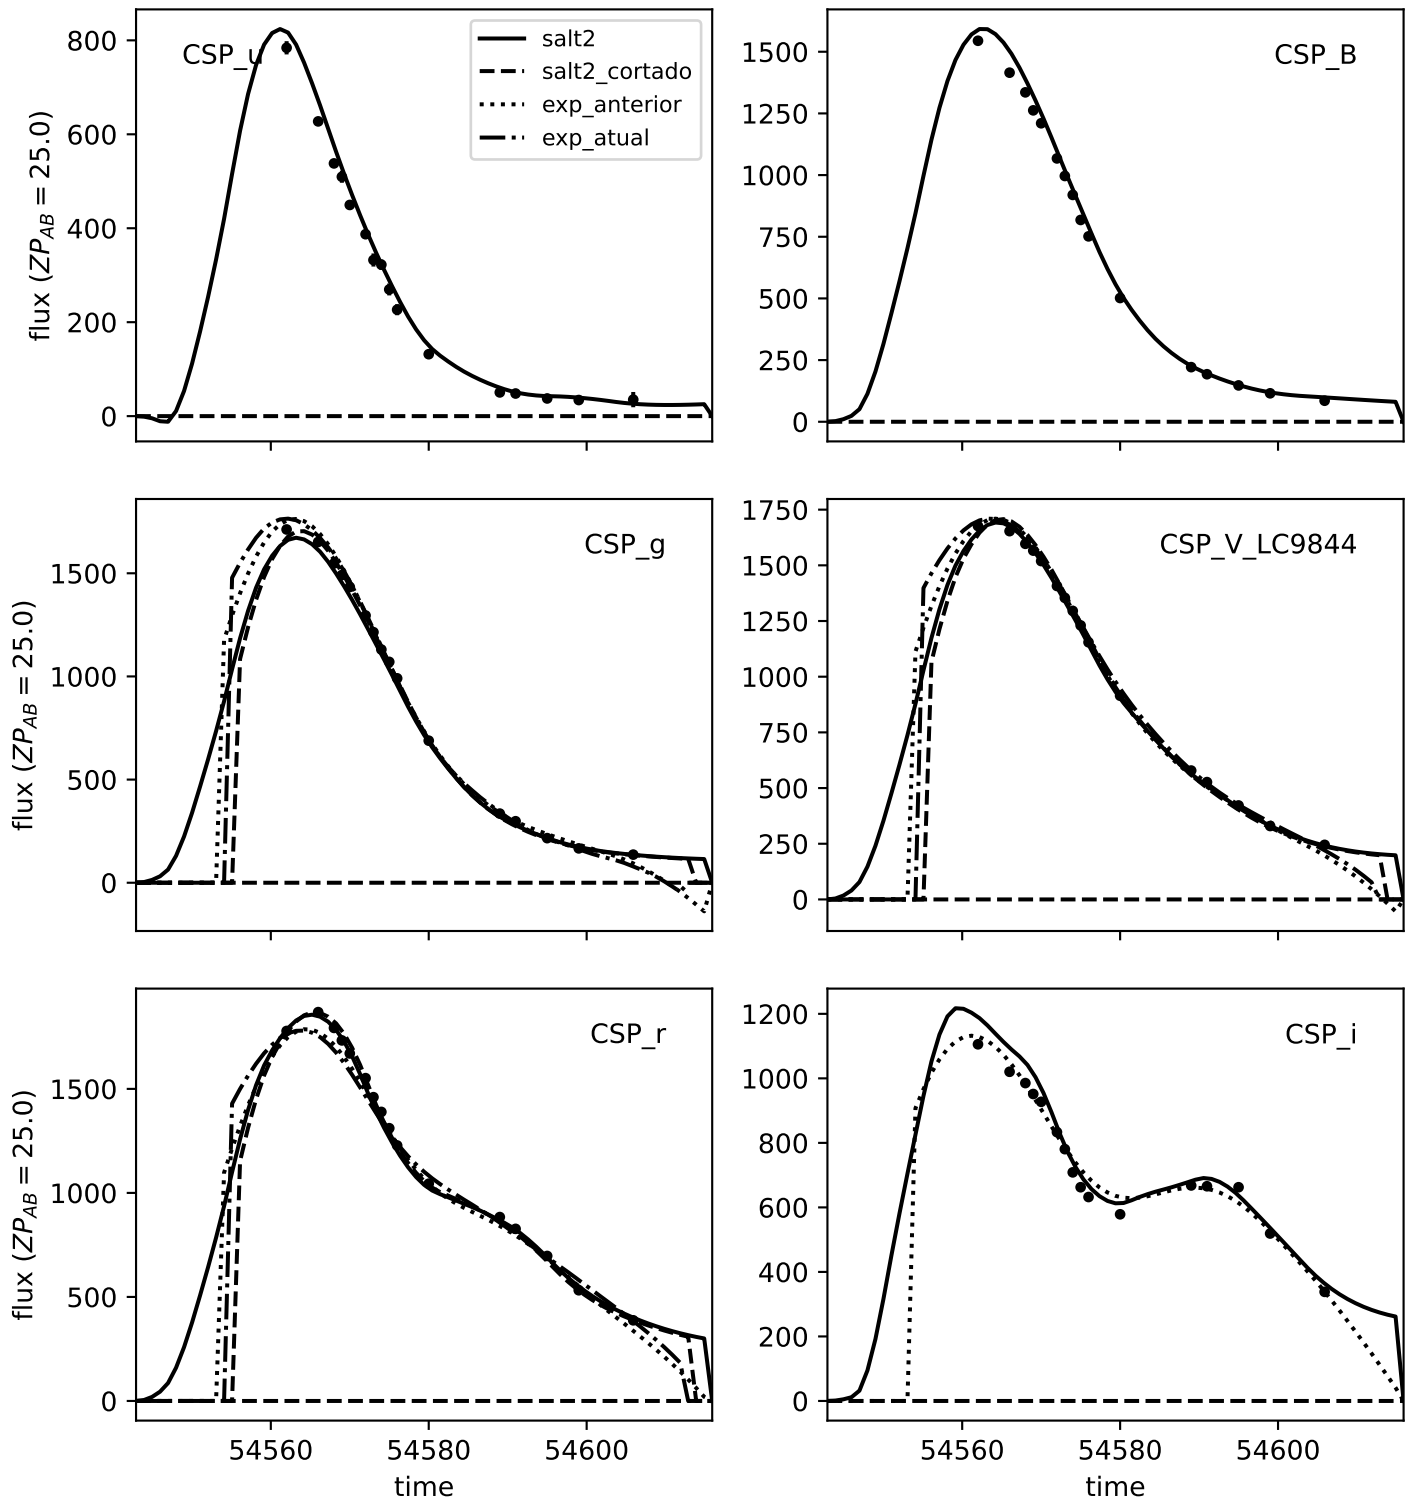 CSP_u
salt2
salt2_cortado
exp_anterior
exp_atual
800
600
400
200
0
flux (ZP_AB = 25.0)
CSP_B
1500
1250
1000
750
500
250
0
CSP_g
1500
1000
500
0
flux (ZP_AB = 25.0)
CSP_V_LC9844
1750
1500
1250
1000
750
500
250
0
CSP_r
1500
1000
500
0
flux (ZP_AB = 25.0)
54560 54580 54600
time
CSP_i
1200
1000
800
600
400
200
0
54560 54580 54600
time